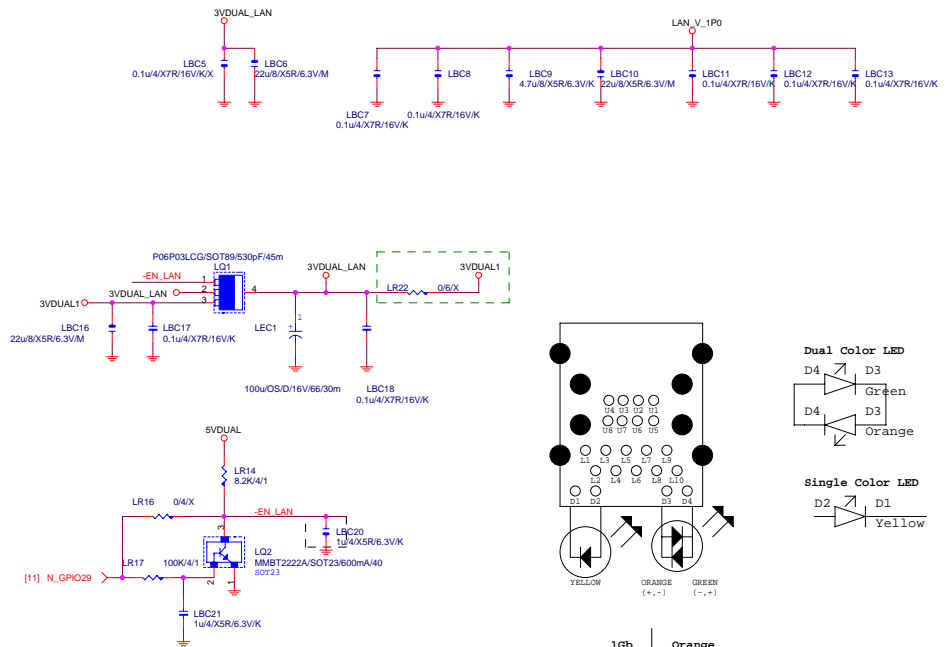 3VDUAL_LAN
LAN_V_1P0
LBC5
0.1u/4/X7R/16V/K/X
LBC6
22u/8/X5R/6.3V/M
LBC7
0.1u/4/X7R/16V/K
LBC8
0.1u/4/X7R/16V/K
LBC9
4.7u/8/X5R/6.3V/K
LBC10
22u/8/X5R/6.3V/M
LBC11
0.1u/4/X7R/16V/K
LBC12
0.1u/4/X7R/16V/K
LBC13
0.1u/4/X7R/16V/K
P06P03LCG/SOT89/530pF/45m
LQ1
-EN_LAN
1
2
3
4
3VDUAL_LAN
3VDUAL1
3VDUAL_LAN
3VDUAL1
LR22
0/6/X
LBC16
22u/8/X5R/6.3V/M
LBC17
0.1u/4/X7R/16V/K
LEC1
+
1
100u/OS/D/16V/66/30m
LBC18
0.1u/4/X7R/16V/K
5VDUAL
LR14
8.2K/4/1
LR16
0/4/X
-EN_LAN
3
LBC20
1u/4/X5R/6.3V/K
LQ2
MMBT2222A/SOT23/600mA/40
SOT23
LR17
100K/4/1
2
1
[11] N_GPIO29
LBC21
1u/4/X5R/6.3V/K
U4 U3 U2 U1
U8 U7 U6 U5
L1 L3 L5 L7 L9
L2 L4 L6 L8 L10
D1 D2 D3 D4
YELLOW
ORANGE
(+,-)
GREEN
(-,+)
Dual Color LED
D4 D3
Green
D4 D3
Orange
Single Color LED
D2 D1
Yellow
1Gb Orange